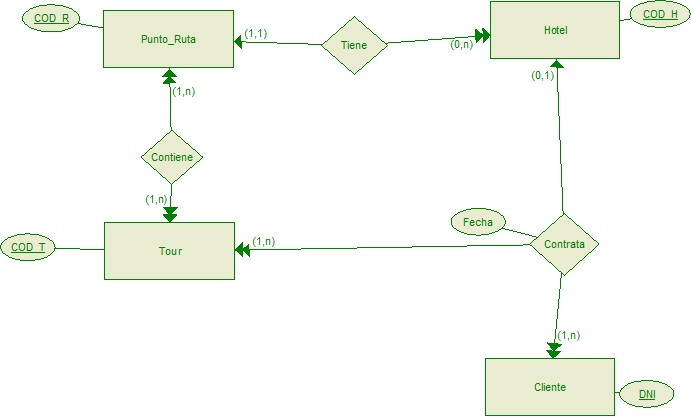 COD_R
Punto_Ruta
(1,1)
Tiene
(0,n)
Hotel
COD_H
(1,n)
(0,1)
Contiene
(1,n)
COD_T
Tour
(1,n)
Fecha
Contrata
(1,n)
Cliente
DNI